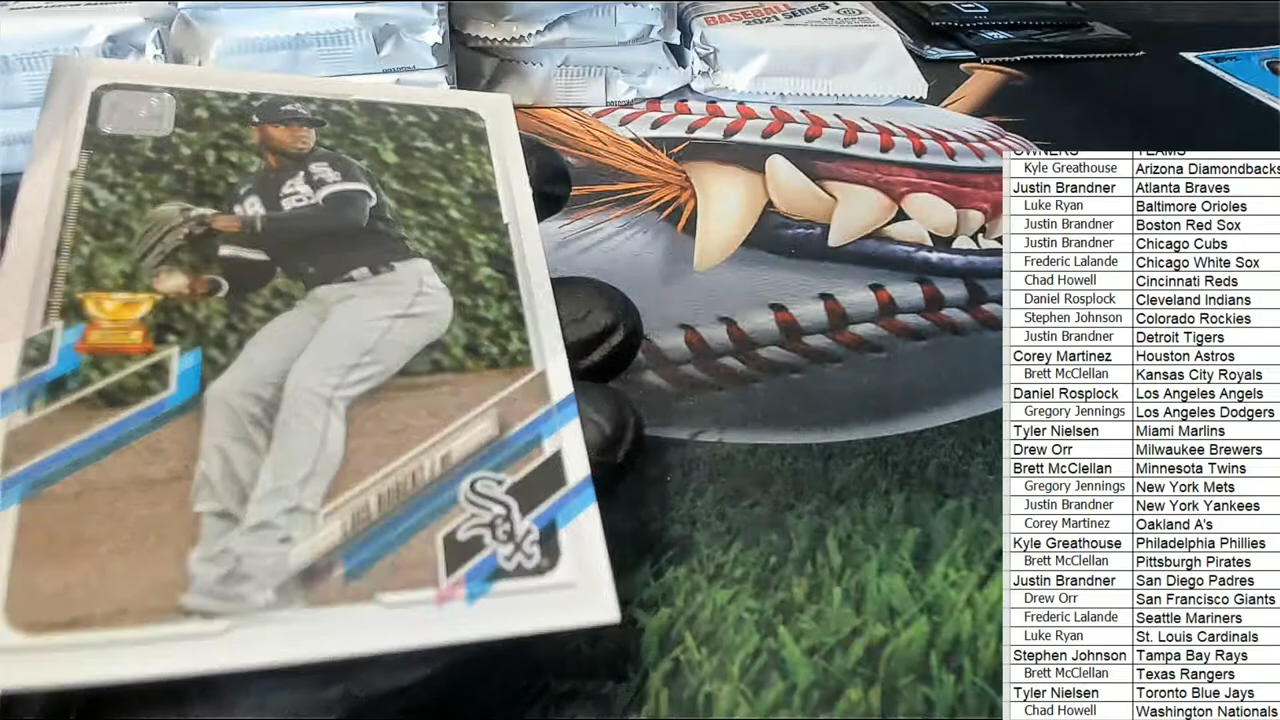 BASEBALL
2021 SERIES
SOX
OWNERS TEAMS
Kyle Greathouse Arizona Diamondbacks
Justin Brandner Atlanta Braves
Luke Ryan Baltimore Orioles
Justin Brandner Boston Red Sox
Justin Brandner Chicago Cubs
Frederic Lalande Chicago White Sox
Chad Howell Cincinnati Reds
Daniel Rosplock Cleveland Indians
Stephen Johnson Colorado Rockies
Justin Brandner Detroit Tigers
Corey Martinez Houston Astros
Brett McClellan Kansas City Royals
Daniel Rosplock Los Angeles Angels
Gregory Jennings Los Angeles Dodgers
Tyler Nielsen Miami Marlins
Drew Orr Milwaukee Brewers
Brett McClellan Minnesota Twins
Gregory Jennings New York Mets
Justin Brandner New York Yankees
Corey Martinez Oakland A's
Kyle Greathouse Philadelphia Phillies
Brett McClellan Pittsburgh Pirates
Justin Brandner San Diego Padres
Drew Orr San Francisco Giants
Frederic Lalande Seattle Mariners
Luke Ryan St. Louis Cardinals
Stephen Johnson Tampa Bay Rays
Brett McClellan Texas Rangers
Tyler Nielsen Toronto Blue Jays
Chad Howell Washington Nationals